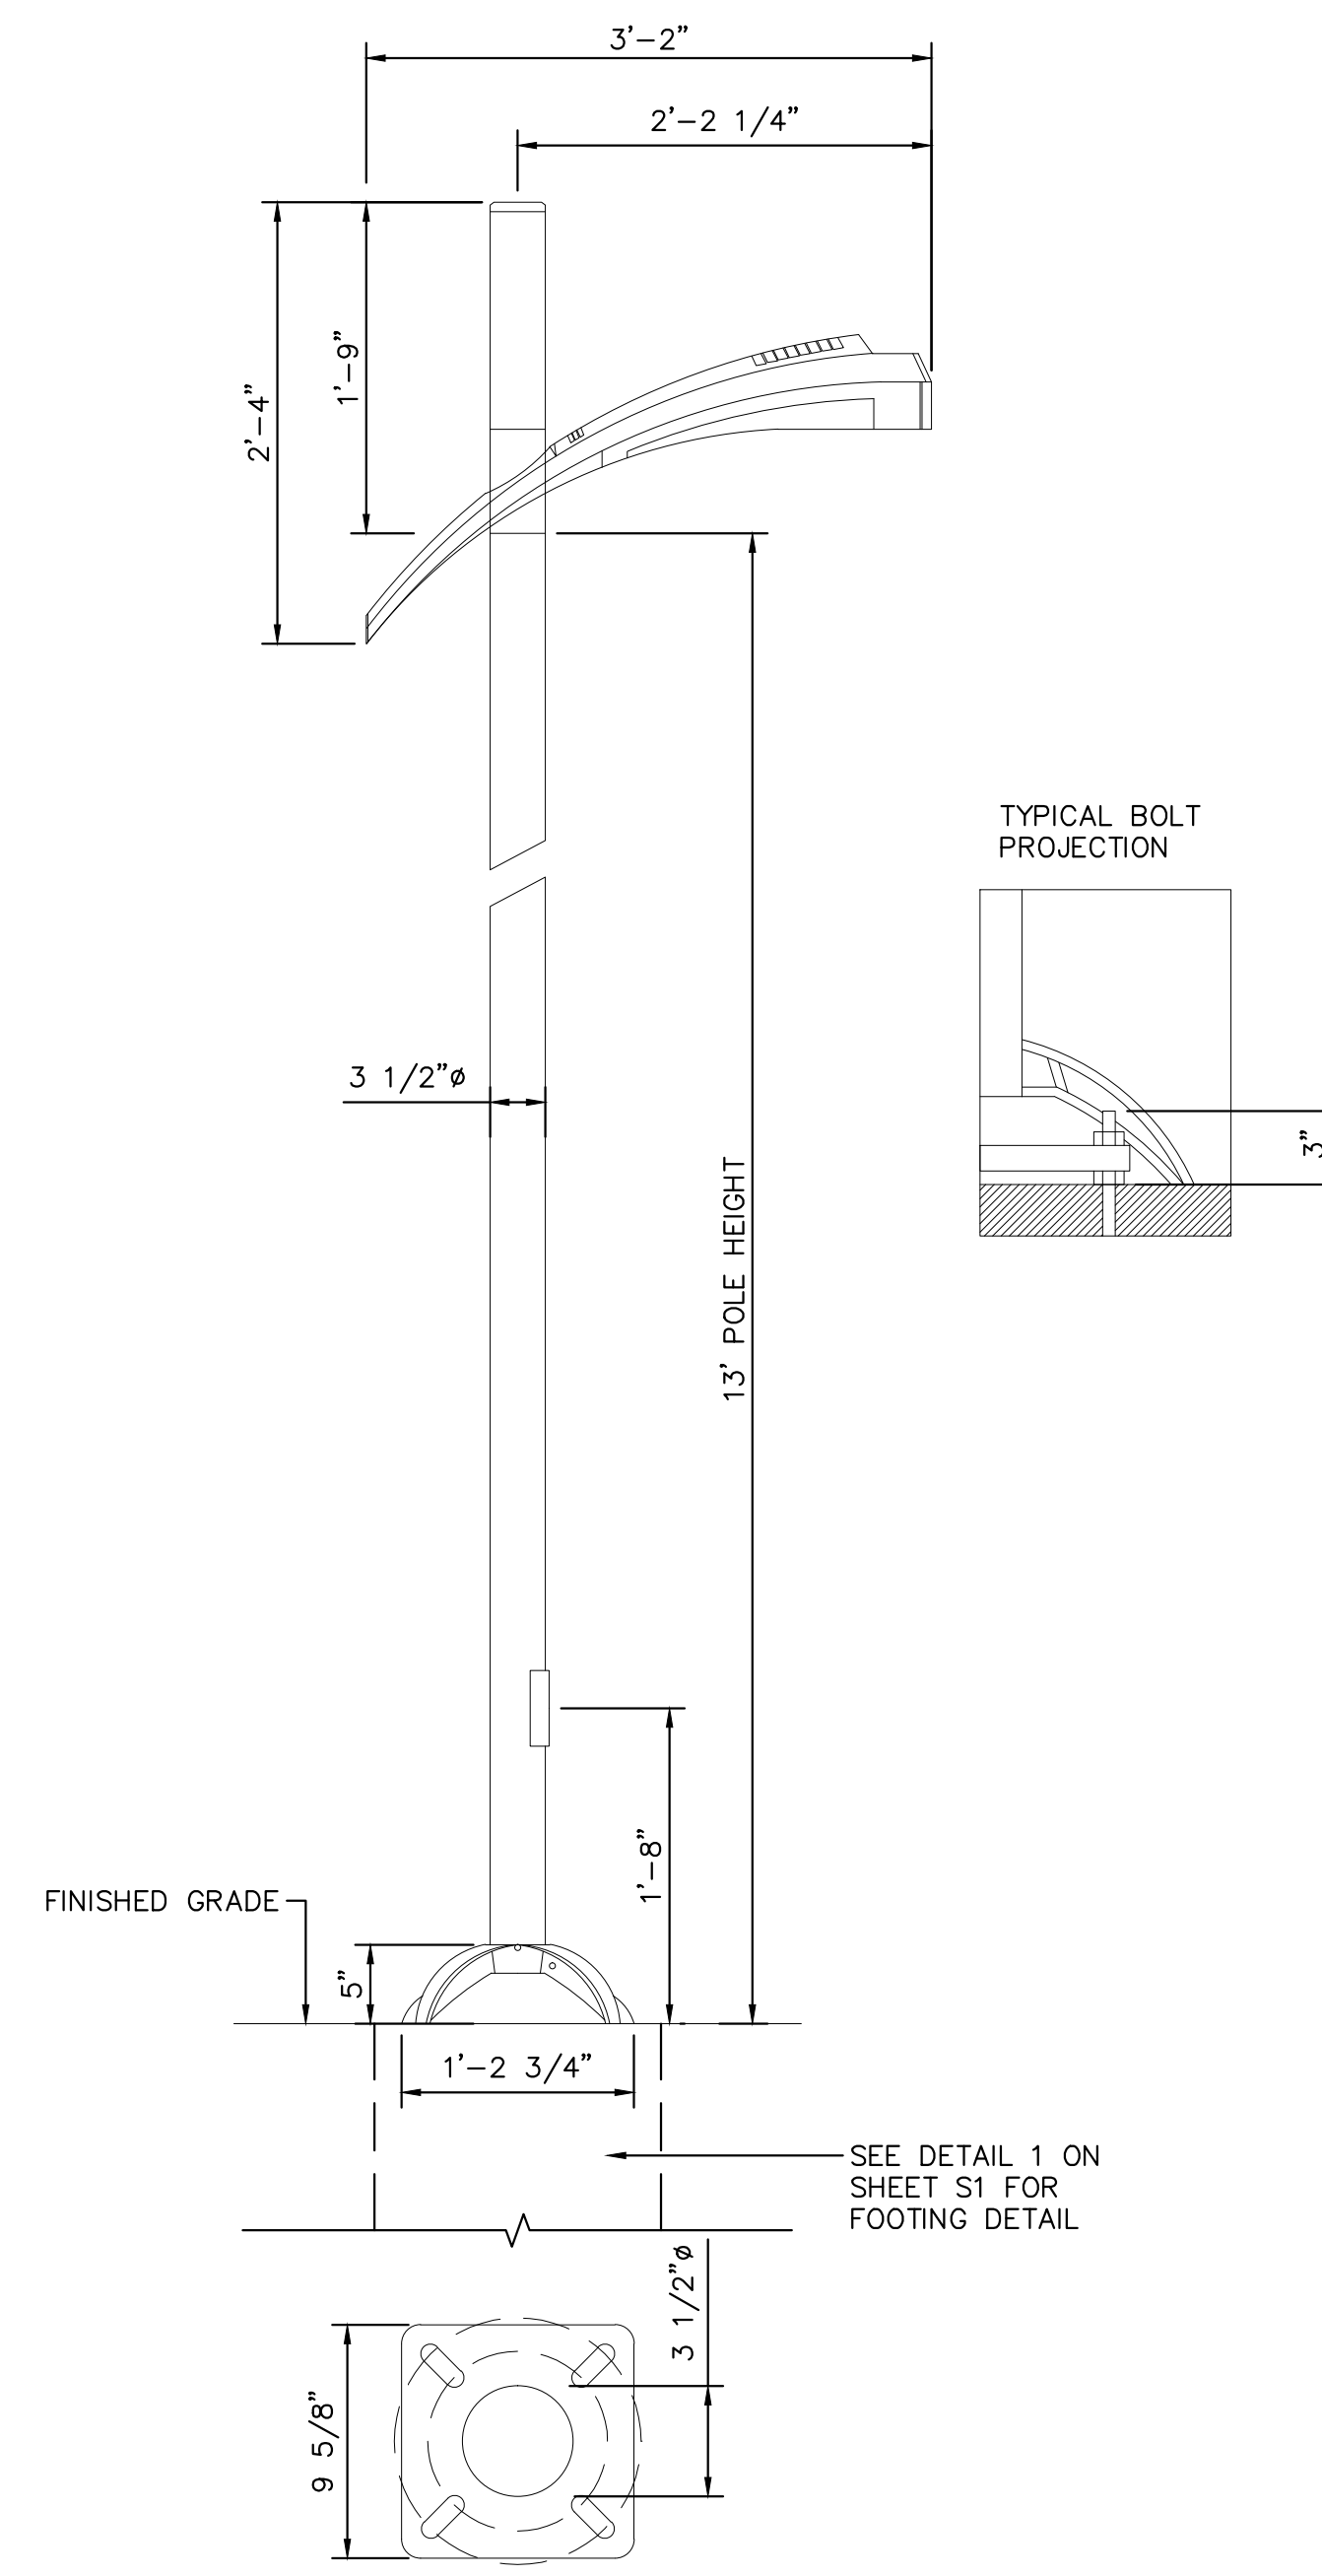 3'-2"
2'-2 1/4"
1'-9"
2'-4"
TYPICAL BOLT
PROJECTION
3 1/2"ø
3"
13' POLE HEIGHT
1'-8"
FINISHED GRADE
5"
1'-2 3/4"
SEE DETAIL 1 ON
SHEET S1 FOR
FOOTING DETAIL
3 1/2"ø
9 5/8"